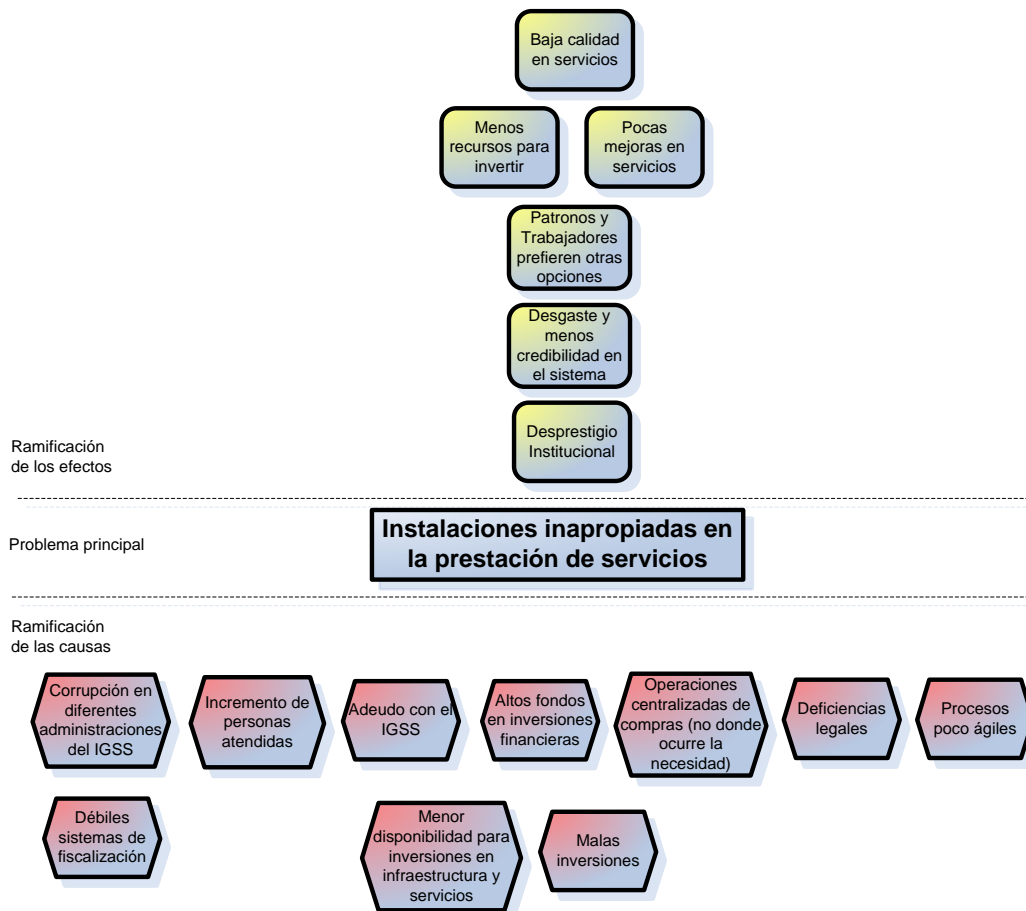 Baja calidad
en servicios
Menos
recursos para
invertir
Pocas
mejoras en
servicios
Patronos y
Trabajadores
prefieren otras
opciones
Desgaste y
menos
credibilidad en
el sistema
Desprestigio
Institucional
Ramificación
de los efectos
Problema principal
Instalaciones inapropiadas en
la prestación de servicios
Ramificación
de las causas
Corrupción en
diferentes
administraciones
del IGSS
Incremento de
personas
atendidas
Adeudo con el
IGSS
Altos fondos
en inversiones
financieras
Operaciones
centralizadas de
compras (no donde
ocurre la
necesidad)
Deficiencias
legales
Procesos
poco ágiles
Débiles
sistemas de
fiscalización
Menor
disponibilidad para
inversiones en
infraestructura y
servicios
Malas
inversiones